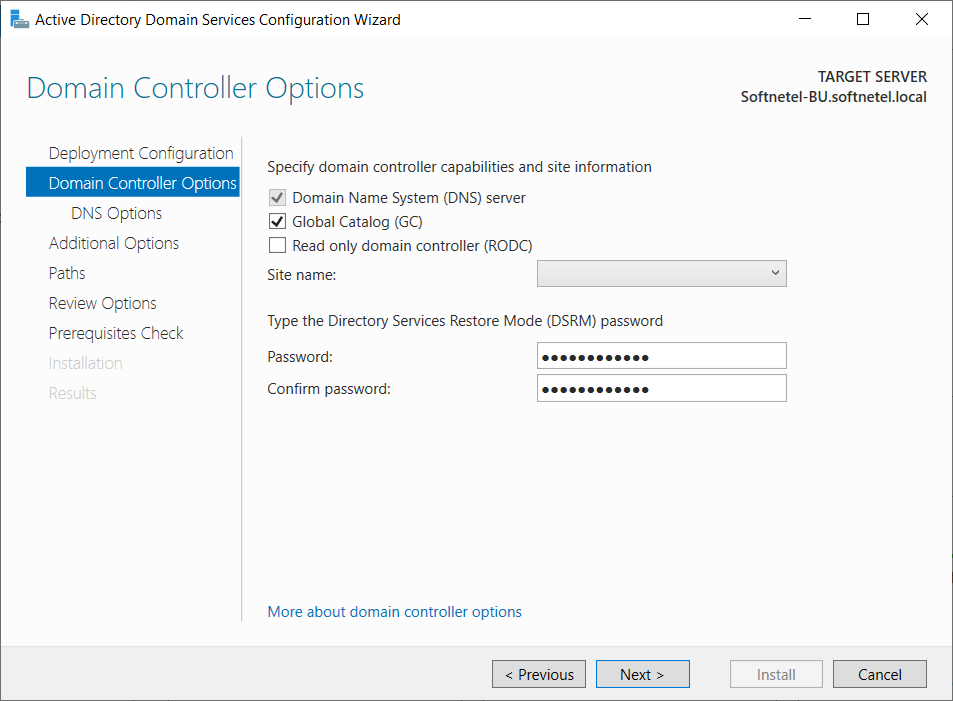 Active Directory Domain Services Configuration Wizard
Domain Controller Options
TARGET SERVER
Softnetel-BU.softnetel.local
Deployment Configuration
Domain Controller Options
DNS Options
Additional Options
Paths
Review Options
Prerequisites Check
Installation
Results
Specify domain controller capabilities and site information
Domain Name System (DNS) server
Global Catalog (GC)
Read only domain controller (RODC)
Site name:
Type the Directory Services Restore Mode (DSRM) password
Password: ●●●●●●●●●●●●
Confirm password: ●●●●●●●●●●●●
More about domain controller options
< Previous
Next >
Install
Cancel